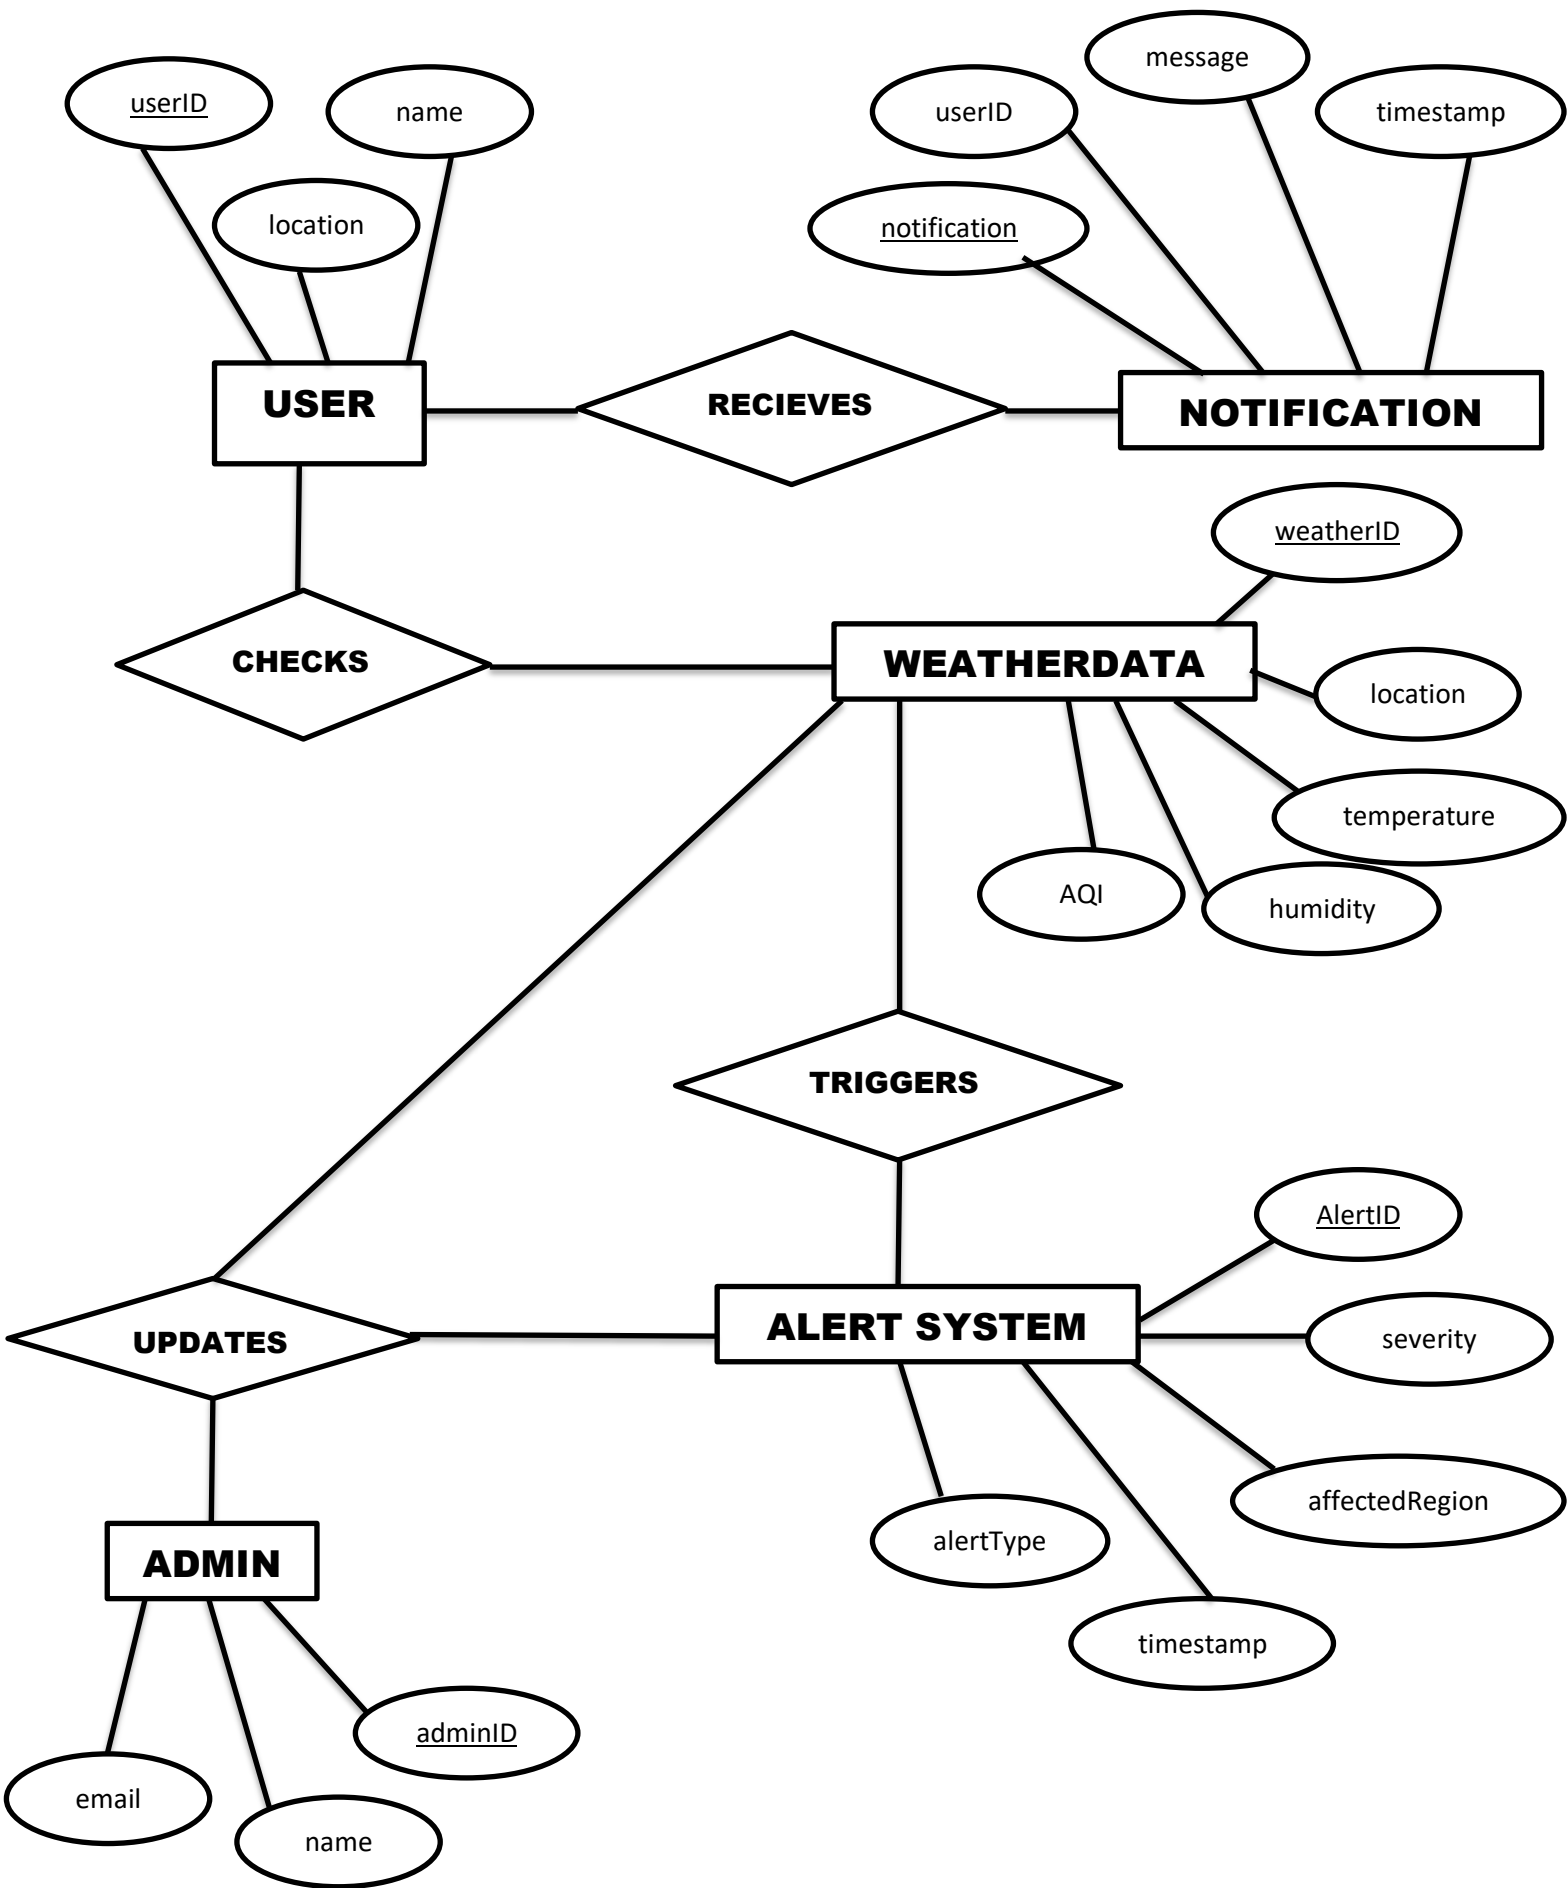 message
userID
name
userID
timestamp
location
notification
USER
RECIEVES
NOTIFICATION
weatherID
CHECKS
WEATHERDATA
location
temperature
AQI
humidity
TRIGGERS
AlertID
UPDATES
ALERT SYSTEM
severity
affectedRegion
alertType
ADMIN
timestamp
adminID
email
name